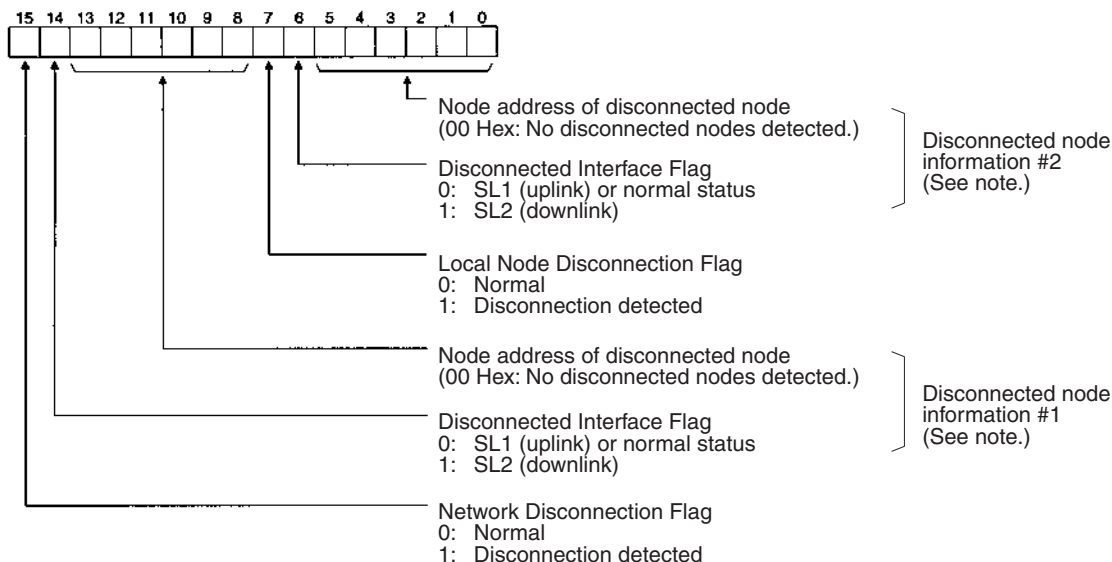 15 14 13 12 11 10 9 8 7 6 5 4 3 2 1 0
Node address of disconnected node
(00 Hex: No disconnected nodes detected.)
Disconnected Interface Flag
0: SL1 (uplink) or normal status
1: SL2 (downlink)
Disconnected node
information #2
(See note.)
Local Node Disconnection Flag
0: Normal
1: Disconnection detected
Node address of disconnected node
(00 Hex: No disconnected nodes detected.)
Disconnected Interface Flag
0: SL1 (uplink) or normal status
1: SL2 (downlink)
Disconnected node
information #1
(See note.)
Network Disconnection Flag
0: Normal
1: Disconnection detected